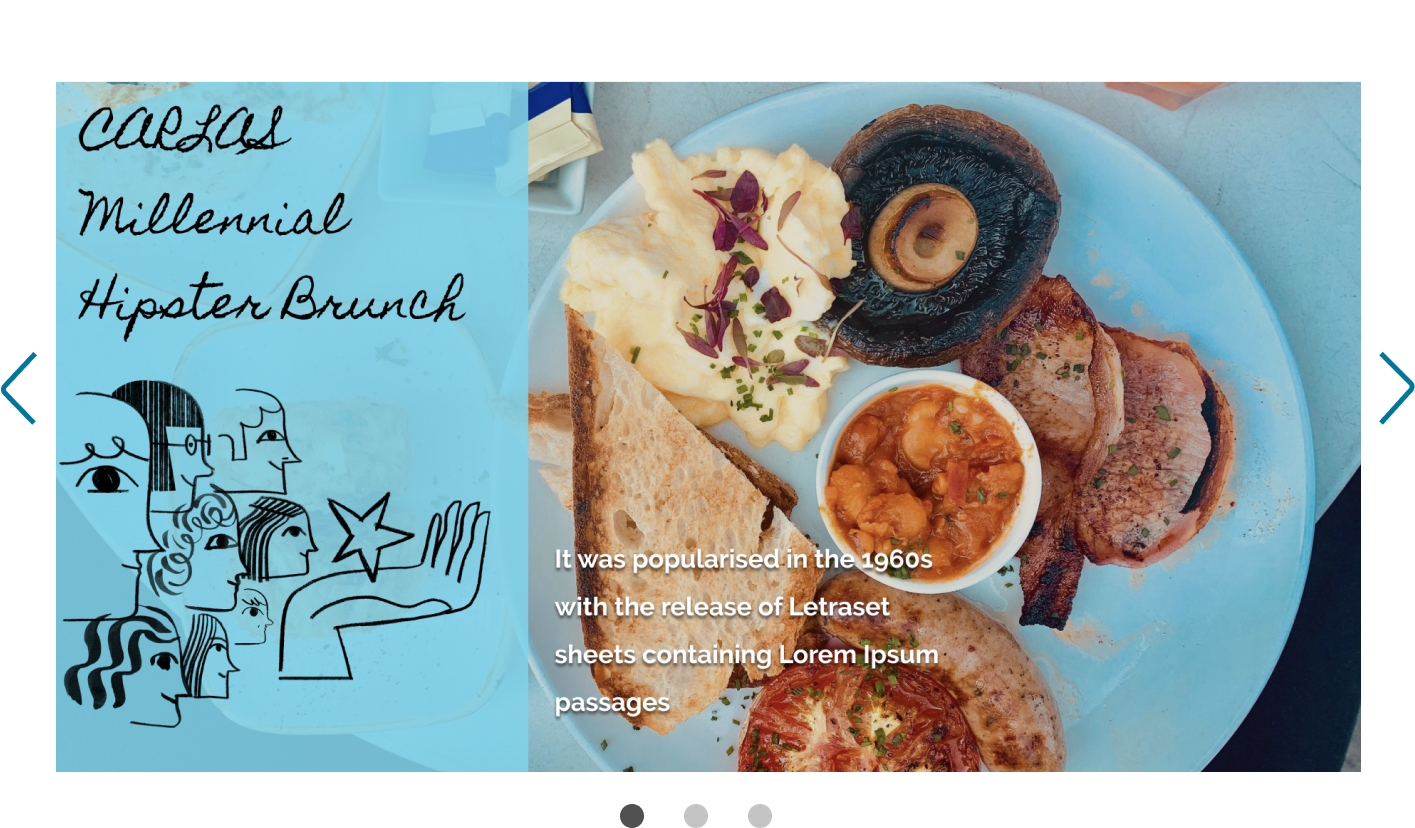 CARLAS
Millennial
Hipster Brunch
It was popularised in the 1960s
with the release of Letraset
sheets containing Lorem Ipsum
passages